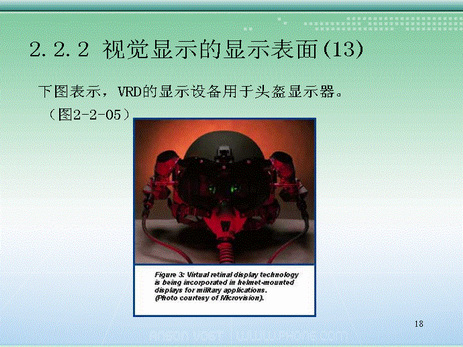 2.2.2 视觉显示的显示表面(13)
下图表示，VRD的显示设备用于头盔显示器。
（图2-2-05）
Figure 3: Virtual retinal display technology
is being incorporated in helmet-mounted
displays for military applications.
(Photo courtesy of Microvision).
18